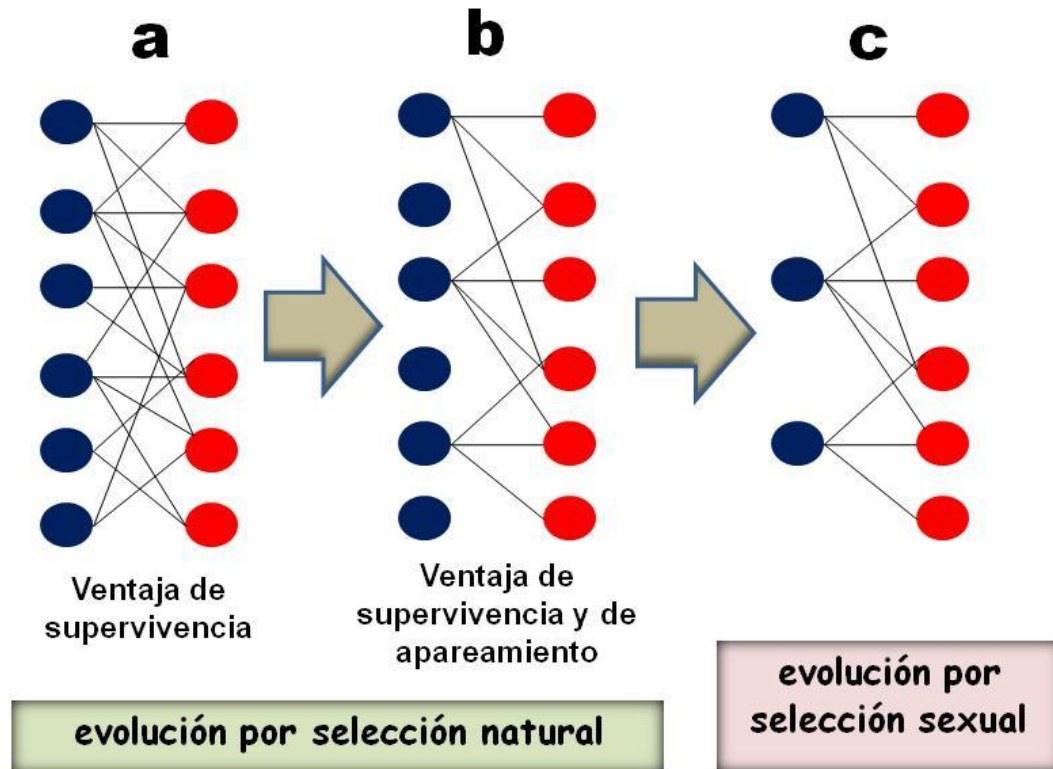 a
b
c
Ventaja de
supervivencia
Ventaja de
supervivencia y de
apareamiento
evolución por selección natural
evolución por
selección sexual